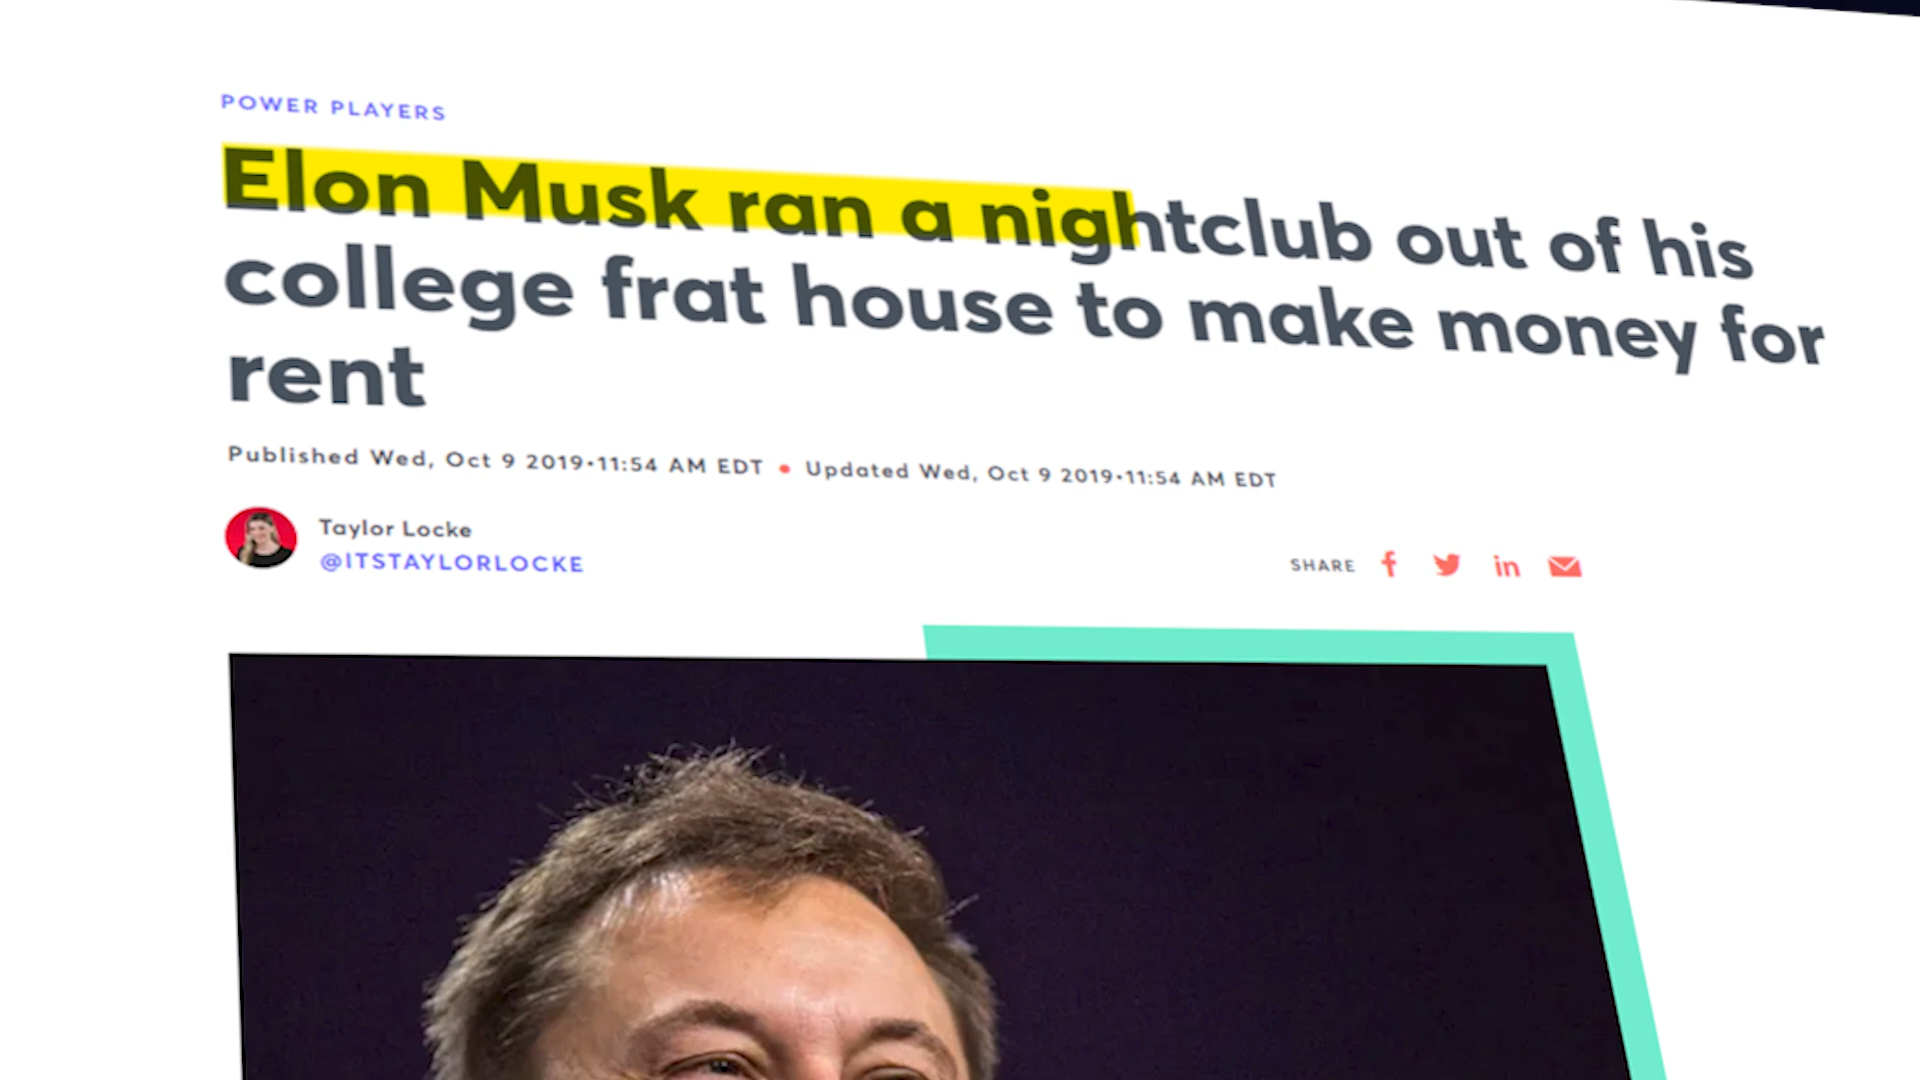 POWER PLAYERS
Elon Musk ran a nightclub out of his
college frat house to make money for
rent
Published Wed, Oct 9 2019•11:54 AM EDT • Updated Wed, Oct 9 2019•11:54 AM EDT
Taylor Locke
@ITSTAYLORLOCKE
SHARE f in